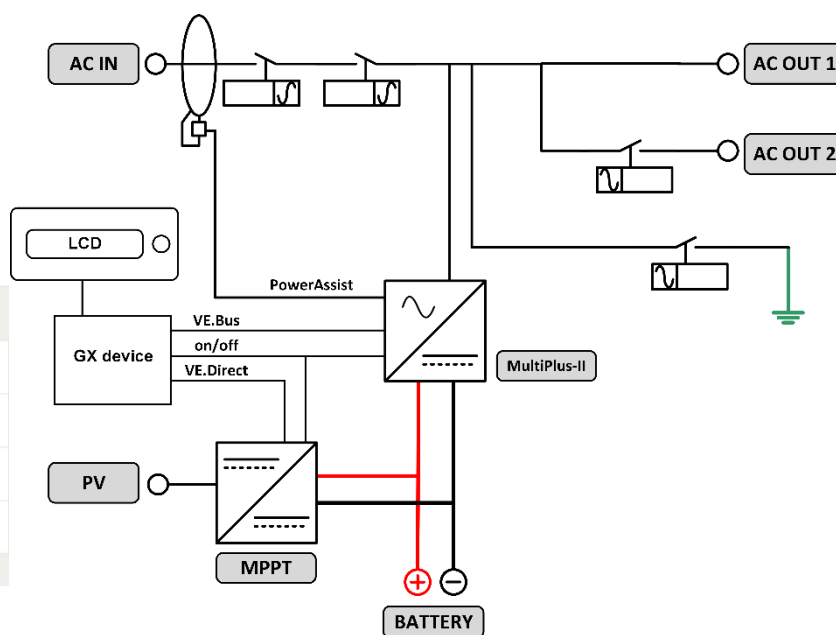 AC IN
AC OUT 1
AC OUT 2
LCD
PowerAssist
VE.Bus
GX device
on/off
VE.Direct
MultiPlus-II
PV
MPPT
+
−
BATTERY